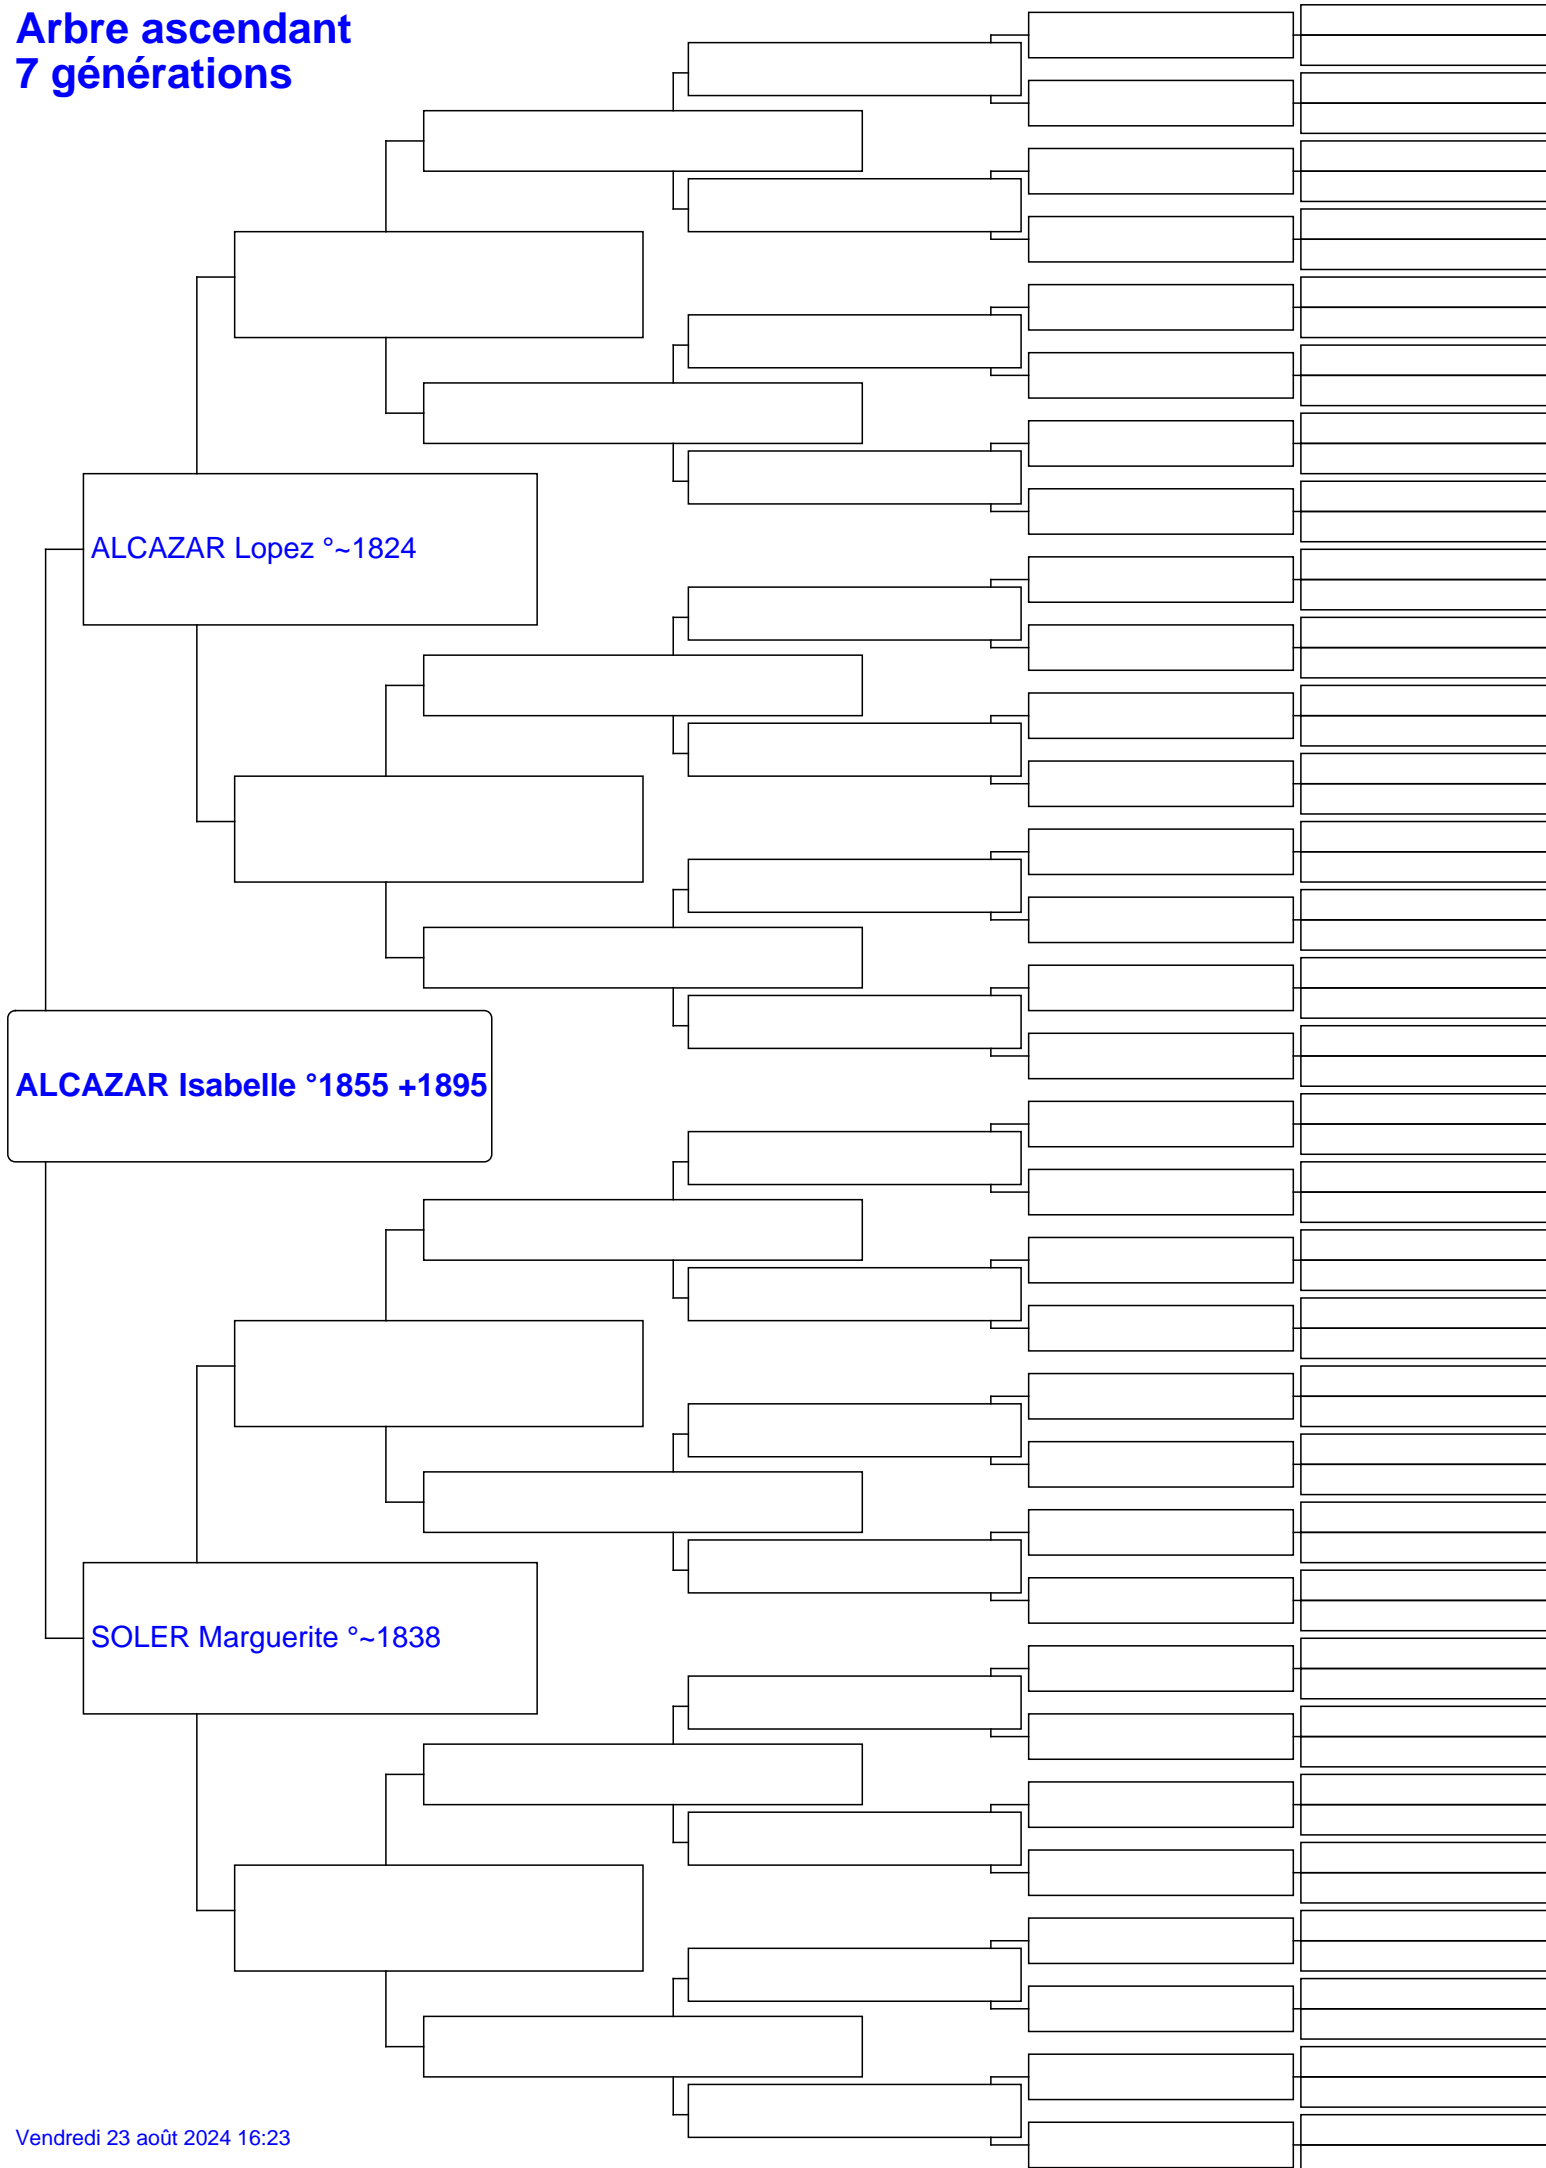 Arbre ascendant
7 générations
ALCAZAR Lopez °~1824
ALCAZAR Isabelle °1855 +1895
SOLER Marguerite °~1838
Vendredi 23 août 2024 16:23